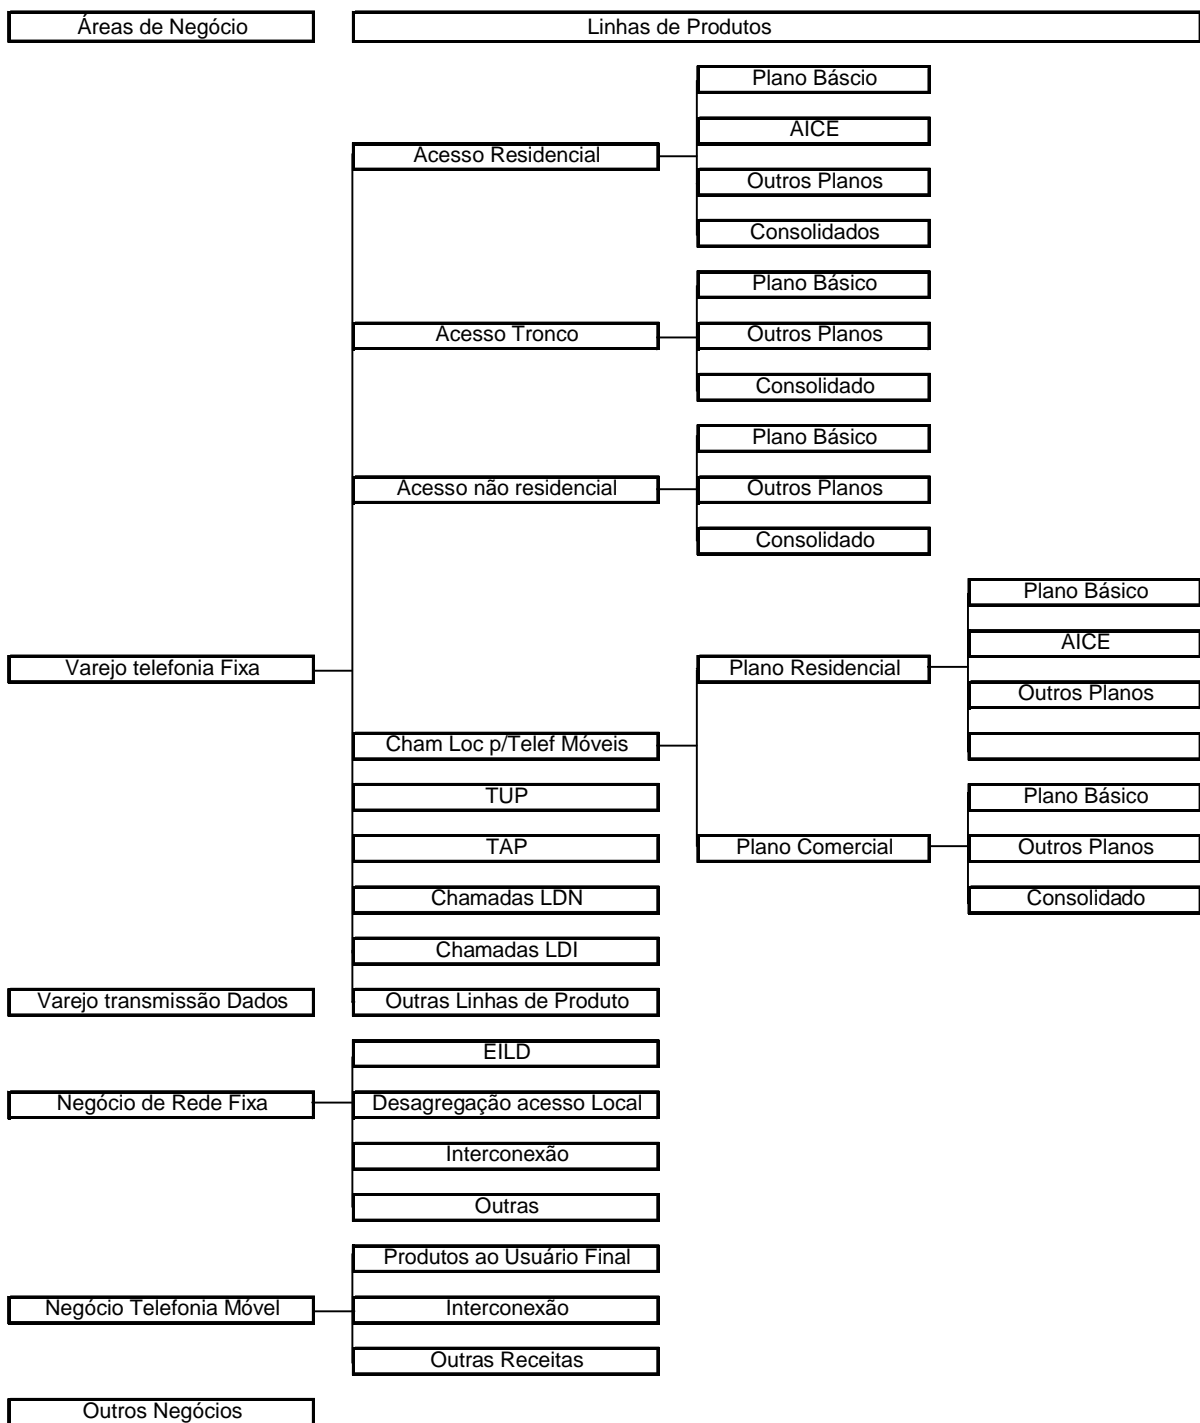 Áreas de Negócio
Linhas de Produtos
Plano Báscio
AICE
Acesso Residencial
Outros Planos
Consolidados
Plano Básico
Acesso Tronco
Outros Planos
Consolidado
Plano Básico
Acesso não residencial
Outros Planos
Consolidado
Plano Básico
AICE
Varejo telefonia Fixa
Plano Residencial
Outros Planos
Cham Loc p/Telef Móveis
TUP
Plano Básico
TAP
Plano Comercial
Outros Planos
Chamadas LDN
Consolidado
Chamadas LDI
Varejo transmissão Dados
Outras Linhas de Produto
EILD
Negócio de Rede Fixa
Desagregação acesso Local
Interconexão
Outras
Produtos ao Usuário Final
Negócio Telefonia Móvel
Interconexão
Outras Receitas
Outros Negócios